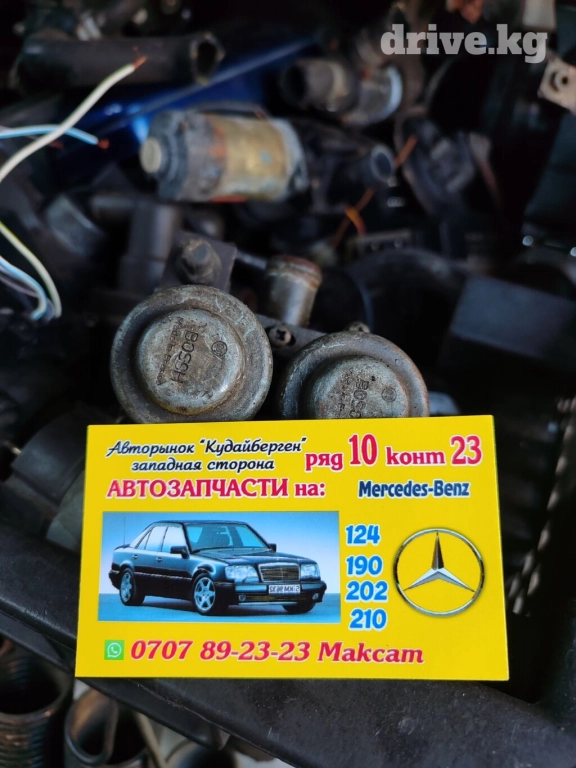 drive.kg
BOSCH
Авторынок "Кудайберген"
западная сторона
ряд 10 конт 23
АВТОЗАПЧАСТИ на:
Mercedes-Benz
124
190
202
210
0707 89-23-23 Максат